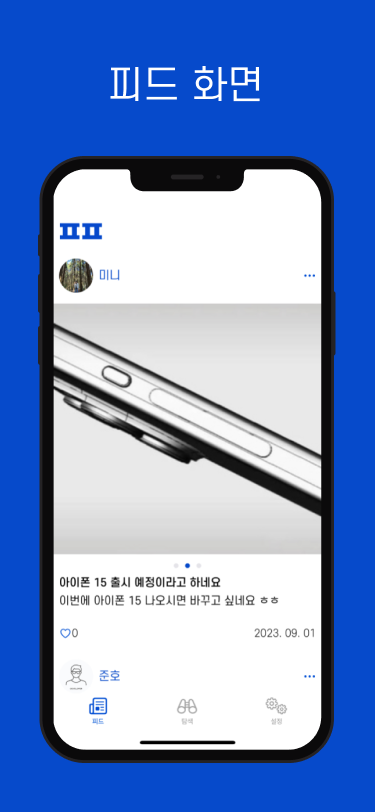 피드 화면
ㅍㅍ
미니
아이폰 15 출시 예정이라고 하네요
이번에 아이폰 15 나오시면 바꾸고 싶네요 ㅎㅎ
0
2023. 09. 01
준호
피드
탐색
설정